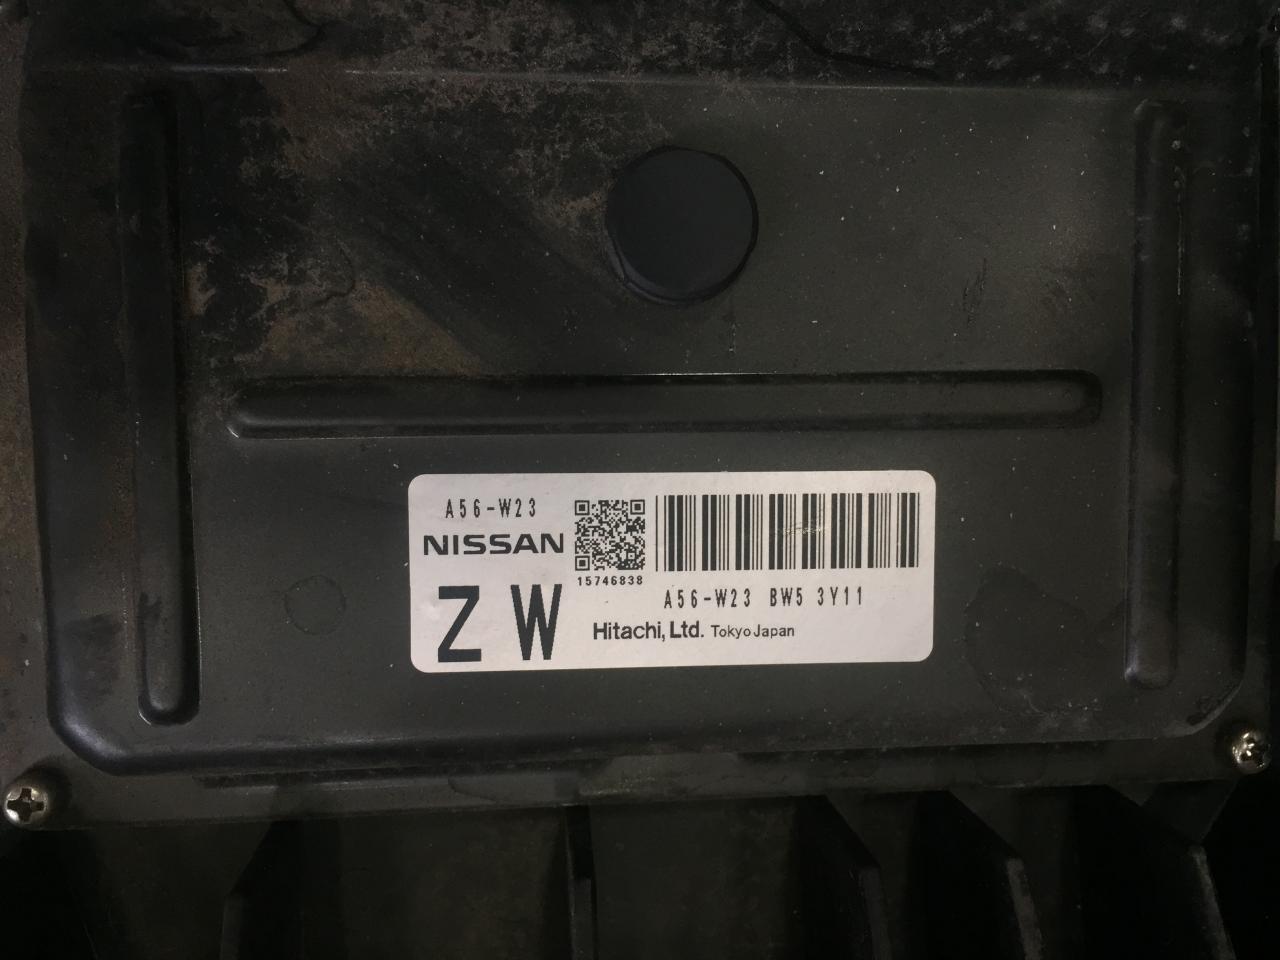 A56-W23
NISSAN
Z W
15746838
A56-W23 BW5 3Y11
Hitachi, Ltd. Tokyo Japan